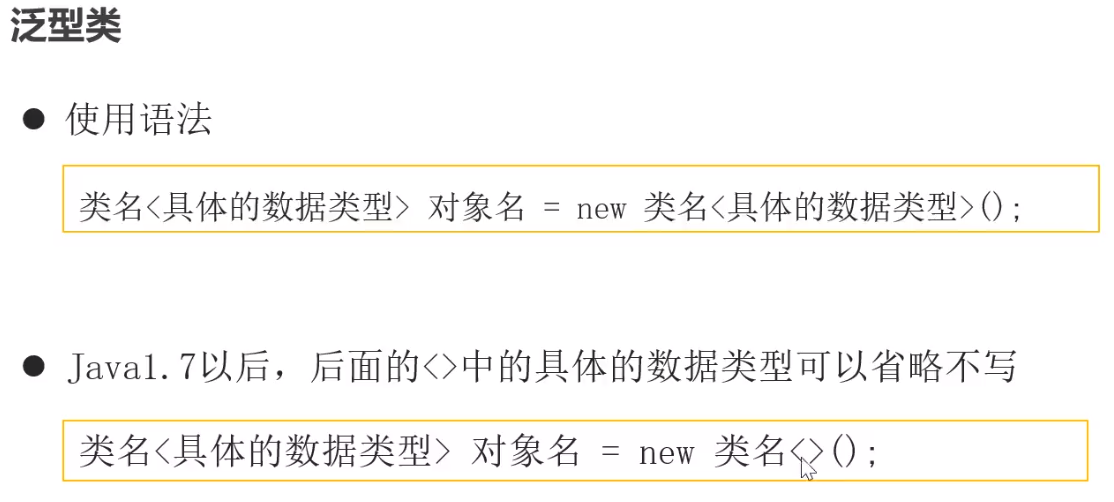 泛型类
● 使用语法
类名<具体的数据类型> 对象名 = new 类名<具体的数据类型>();
● Java1.7以后，后面的<>中的具体的数据类型可以省略不写
类名<具体的数据类型> 对象名 = new 类名<>();